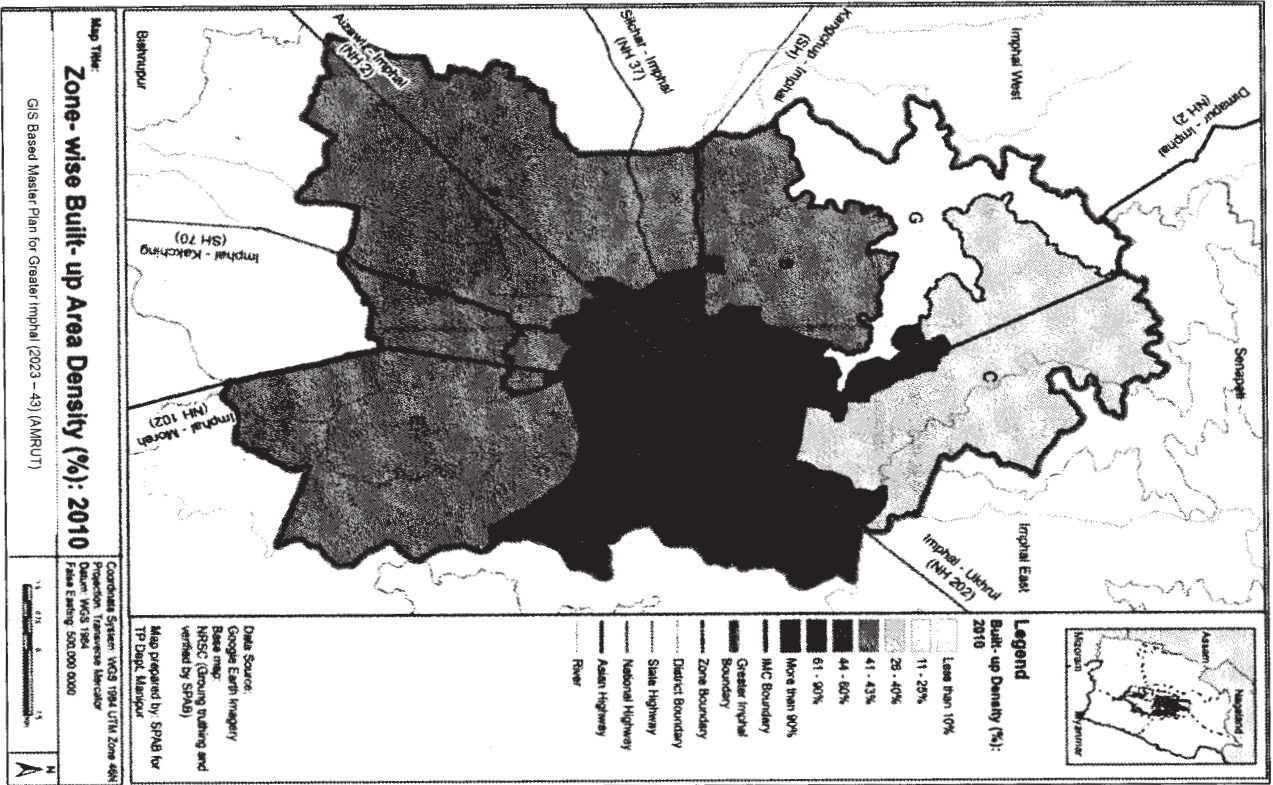 Imphal West
Dimapur - Imphal
(NH 2)
Kangchup - Imphal
(SH)
Silchar - Imphal
(NH 37)
Aizawl - Imphal
(NH 2)
Bishnupur
Senapati
Imphal East
Imphal - Ukhrul
(NH 202)
Imphal - Kakching
(SH 70)
Imphal - Moreh
(NH 102)
G
C
Assam
Nagaland
Mizoram
Myanmar
Legend
Built- up Density (%):
2010
Less than 10%
11 - 25%
26 - 40%
41 - 43%
44 - 60%
61 - 90%
More than 90%
IMC Boundary
Greater Imphal
Boundary
Zone Boundary
District Boundary
State Highway
National Highway
Asian Highway
River
Data Source:
Google Earth Imagery
Base map:
NRSC (Ground truthing and
verified by SPAB)
Map prepared by: SPAB for
TP Dept, Manipur
Map Title:
Zone- wise Built- up Area Density (%): 2010
Coordinate System: WGS 1984 UTM Zone 46N
Projection: Transverse Mercator
Datum: WGS 1984
False Easting: 500,000.0000
GIS Based Master Plan for Greater Imphal (2023 – 43) (AMRUT)
N